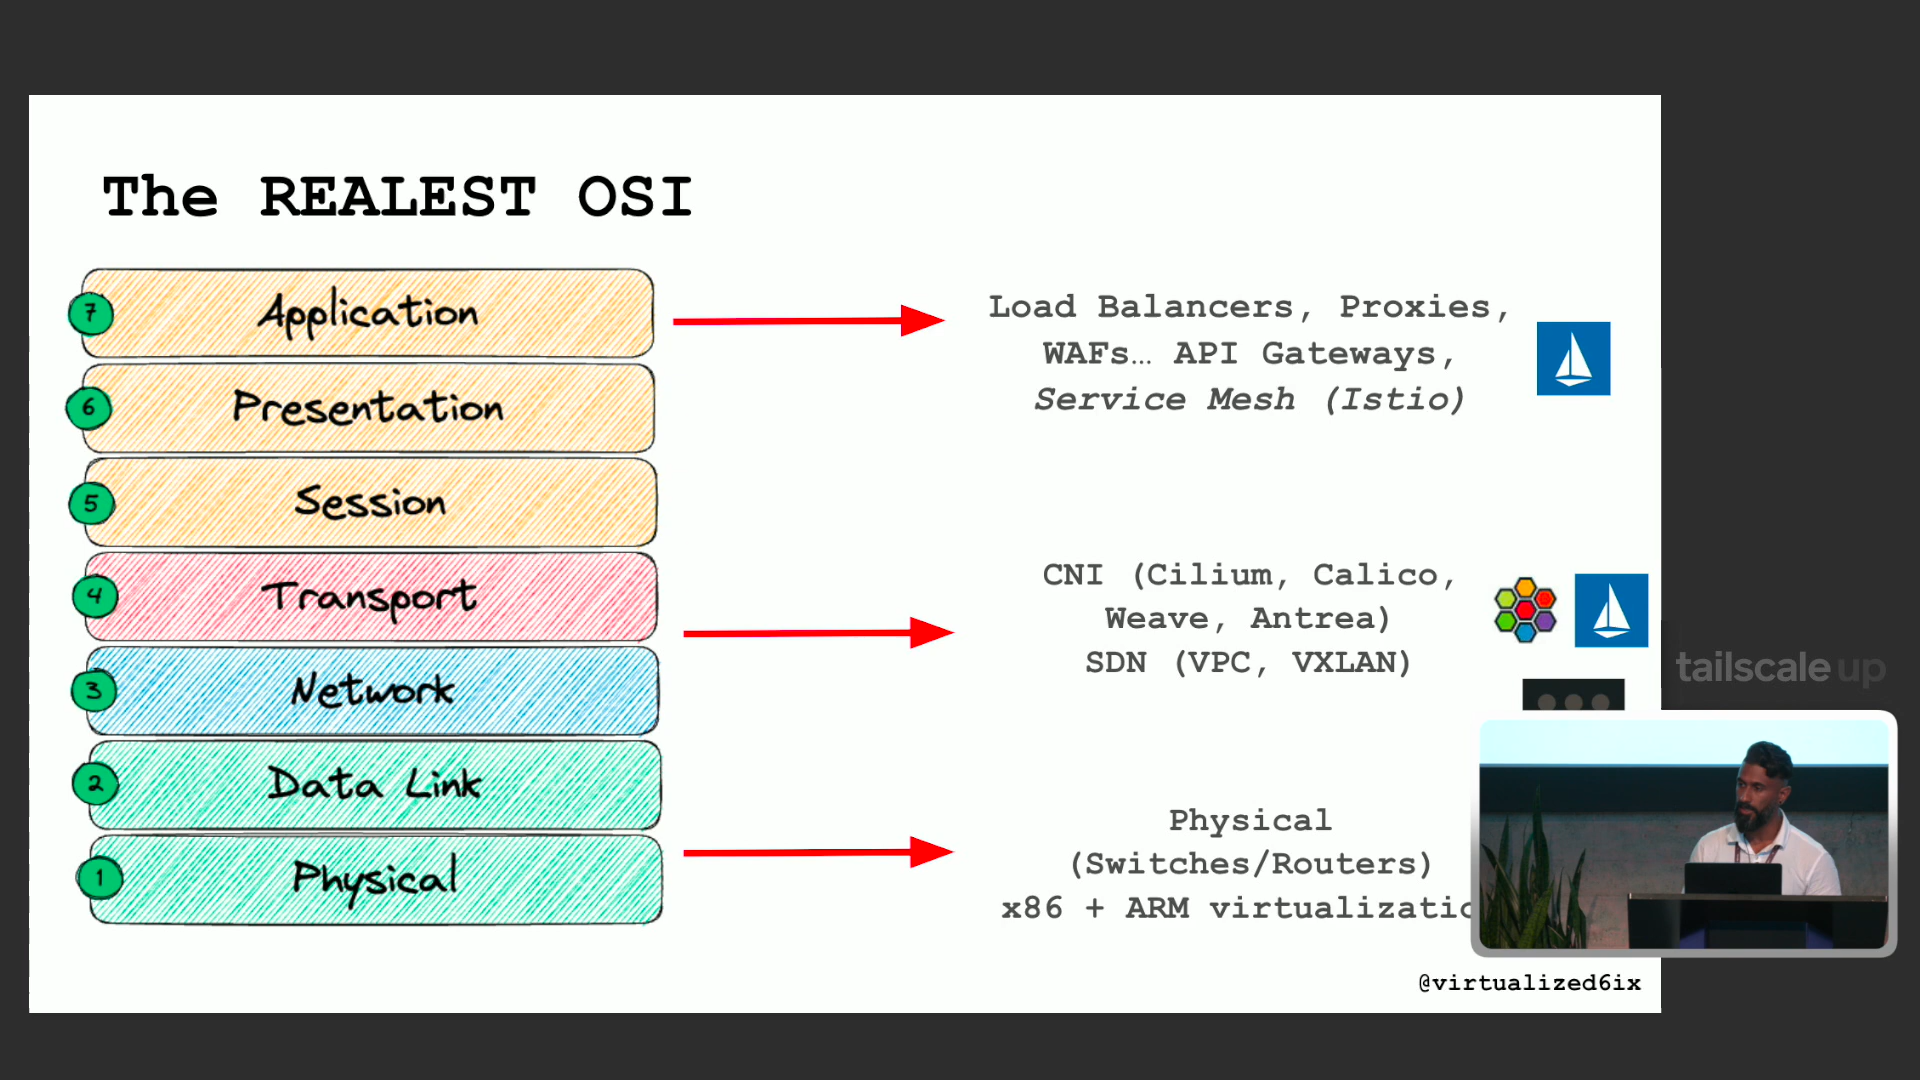 The REALEST OSI
7
Application
6
Presentation
5
Session
4
Transport
3
Network
2
Data Link
1
Physical
Load Balancers, Proxies,
WAFs… API Gateways,
Service Mesh (Istio)
CNI (Cilium, Calico,
Weave, Antrea)
SDN (VPC, VXLAN)
Physical
(Switches/Routers)
x86 + ARM virtualizatio
@virtualized6ix
tailscale up